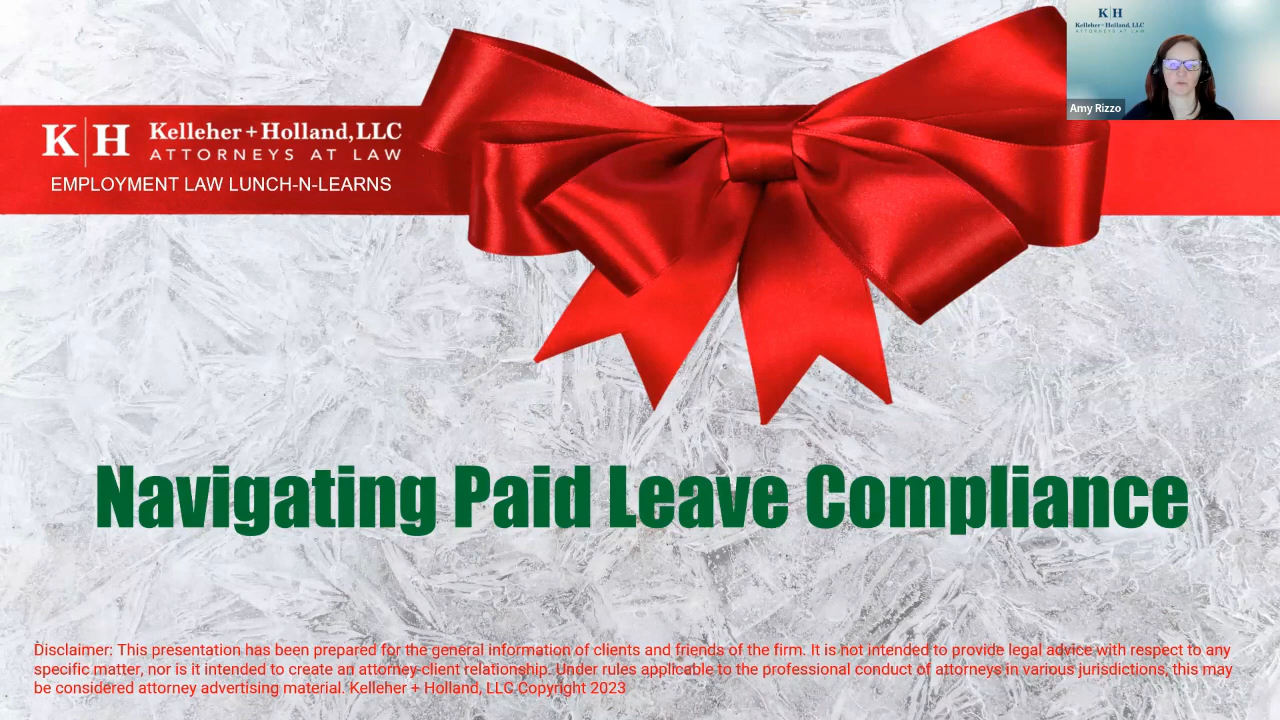 K|H Kelleher + Holland, LLC
ATTORNEYS AT LAW
EMPLOYMENT LAW LUNCH-N-LEARNS
K|H
Kelleher + Holland, LLC
ATTORNEYS AT LAW
Amy Rizzo
Navigating Paid Leave Compliance
Disclaimer: This presentation has been prepared for the general information of clients and friends of the firm. It is not intended to provide legal advice with respect to any
specific matter, nor is it intended to create an attorney-client relationship. Under rules applicable to the professional conduct of attorneys in various jurisdictions, this may
be considered attorney advertising material. Kelleher + Holland, LLC Copyright 2023